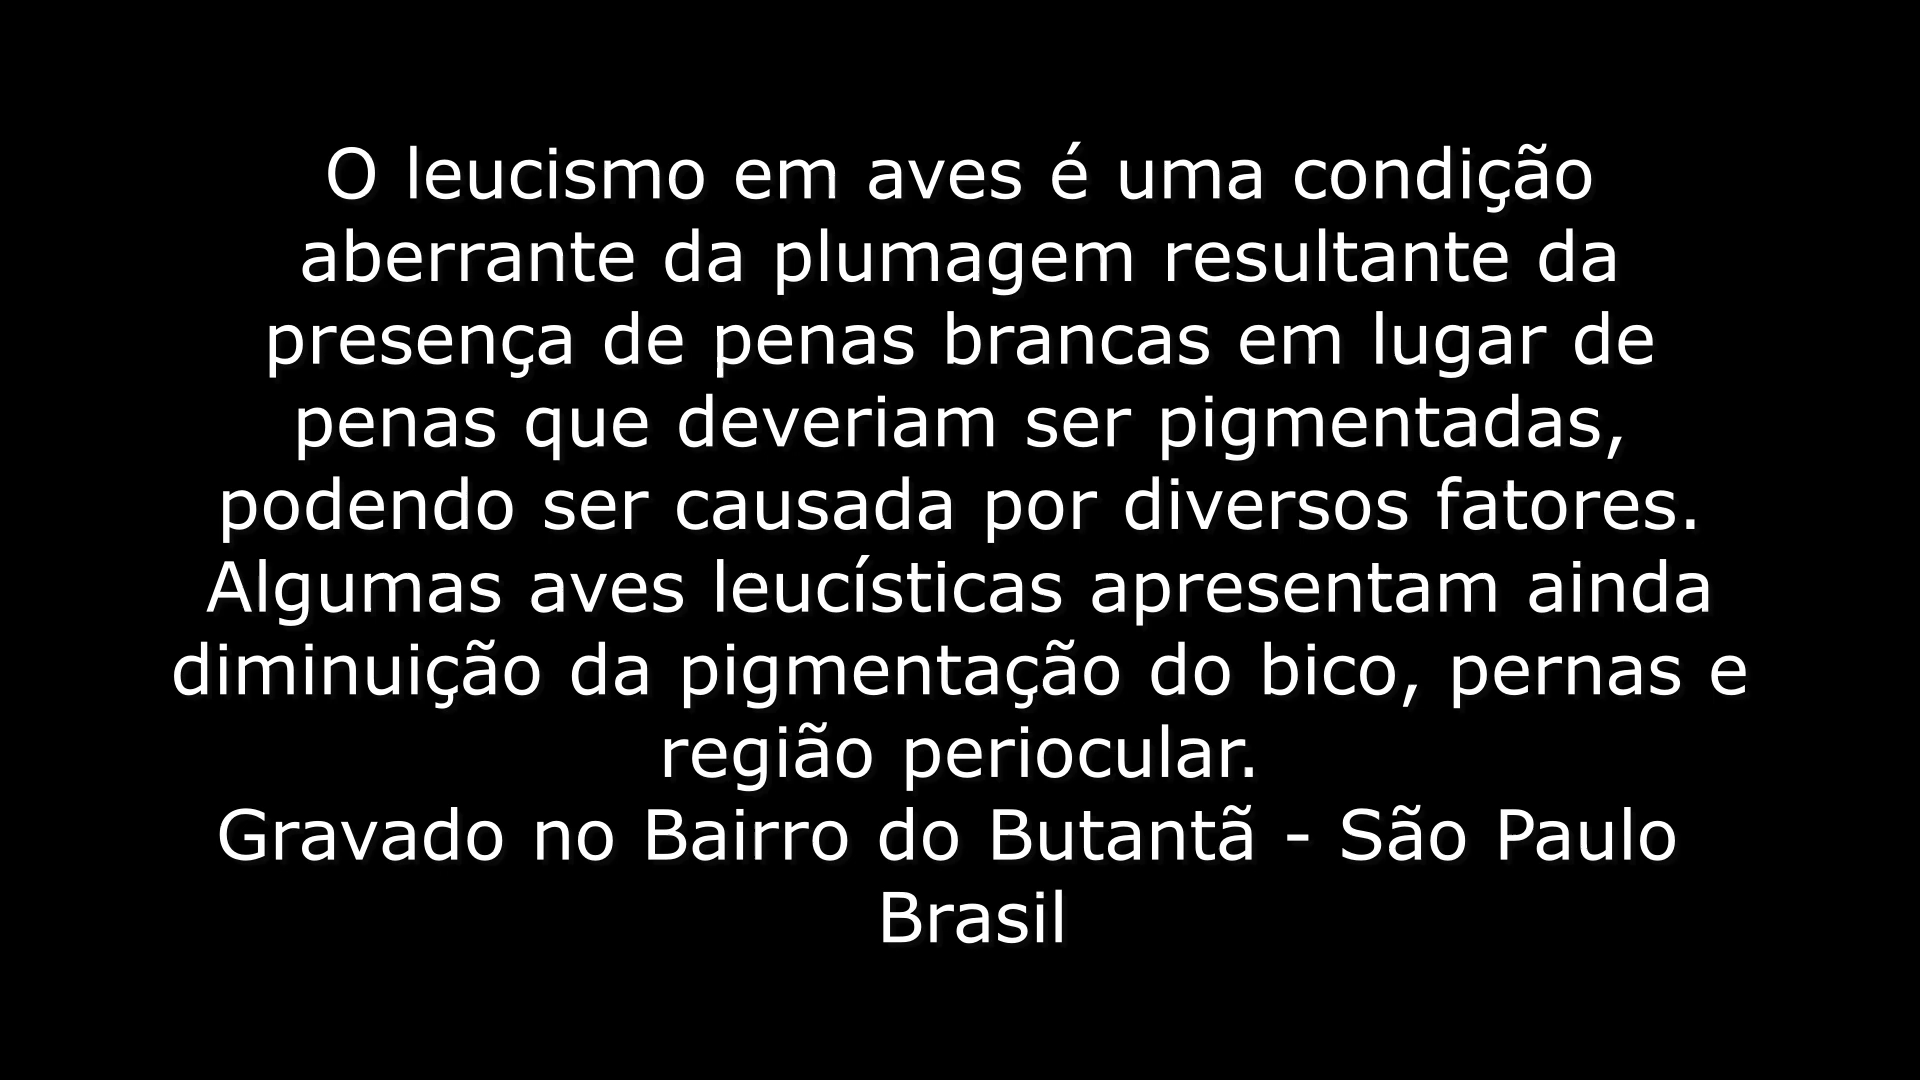 O leucismo em aves é uma condição
aberrante da plumagem resultante da
presença de penas brancas em lugar de
penas que deveriam ser pigmentadas,
podendo ser causada por diversos fatores.
Algumas aves leucísticas apresentam ainda
diminuição da pigmentação do bico, pernas e
região periocular.
Gravado no Bairro do Butantã - São Paulo
Brasil